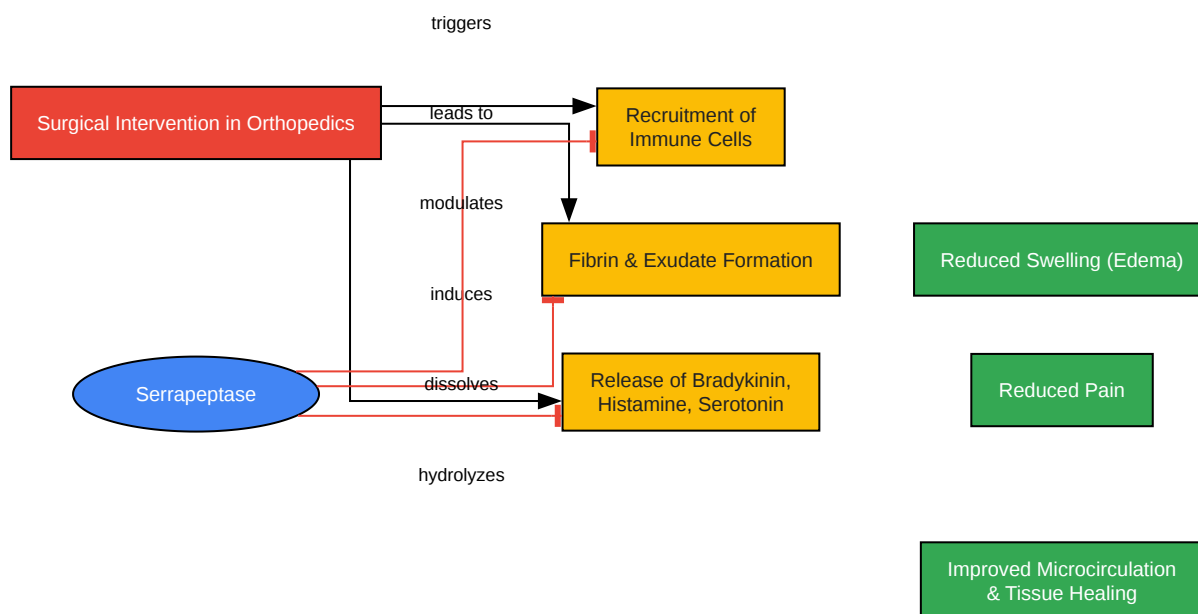 triggers
Surgical Intervention in Orthopedics
leads to
Recruitment of
Immune Cells
modulates
Fibrin & Exudate Formation
Reduced Swelling (Edema)
induces
Serrapeptase
dissolves
Release of Bradykinin,
Histamine, Serotonin
Reduced Pain
hydrolyzes
Improved Microcirculation
& Tissue Healing